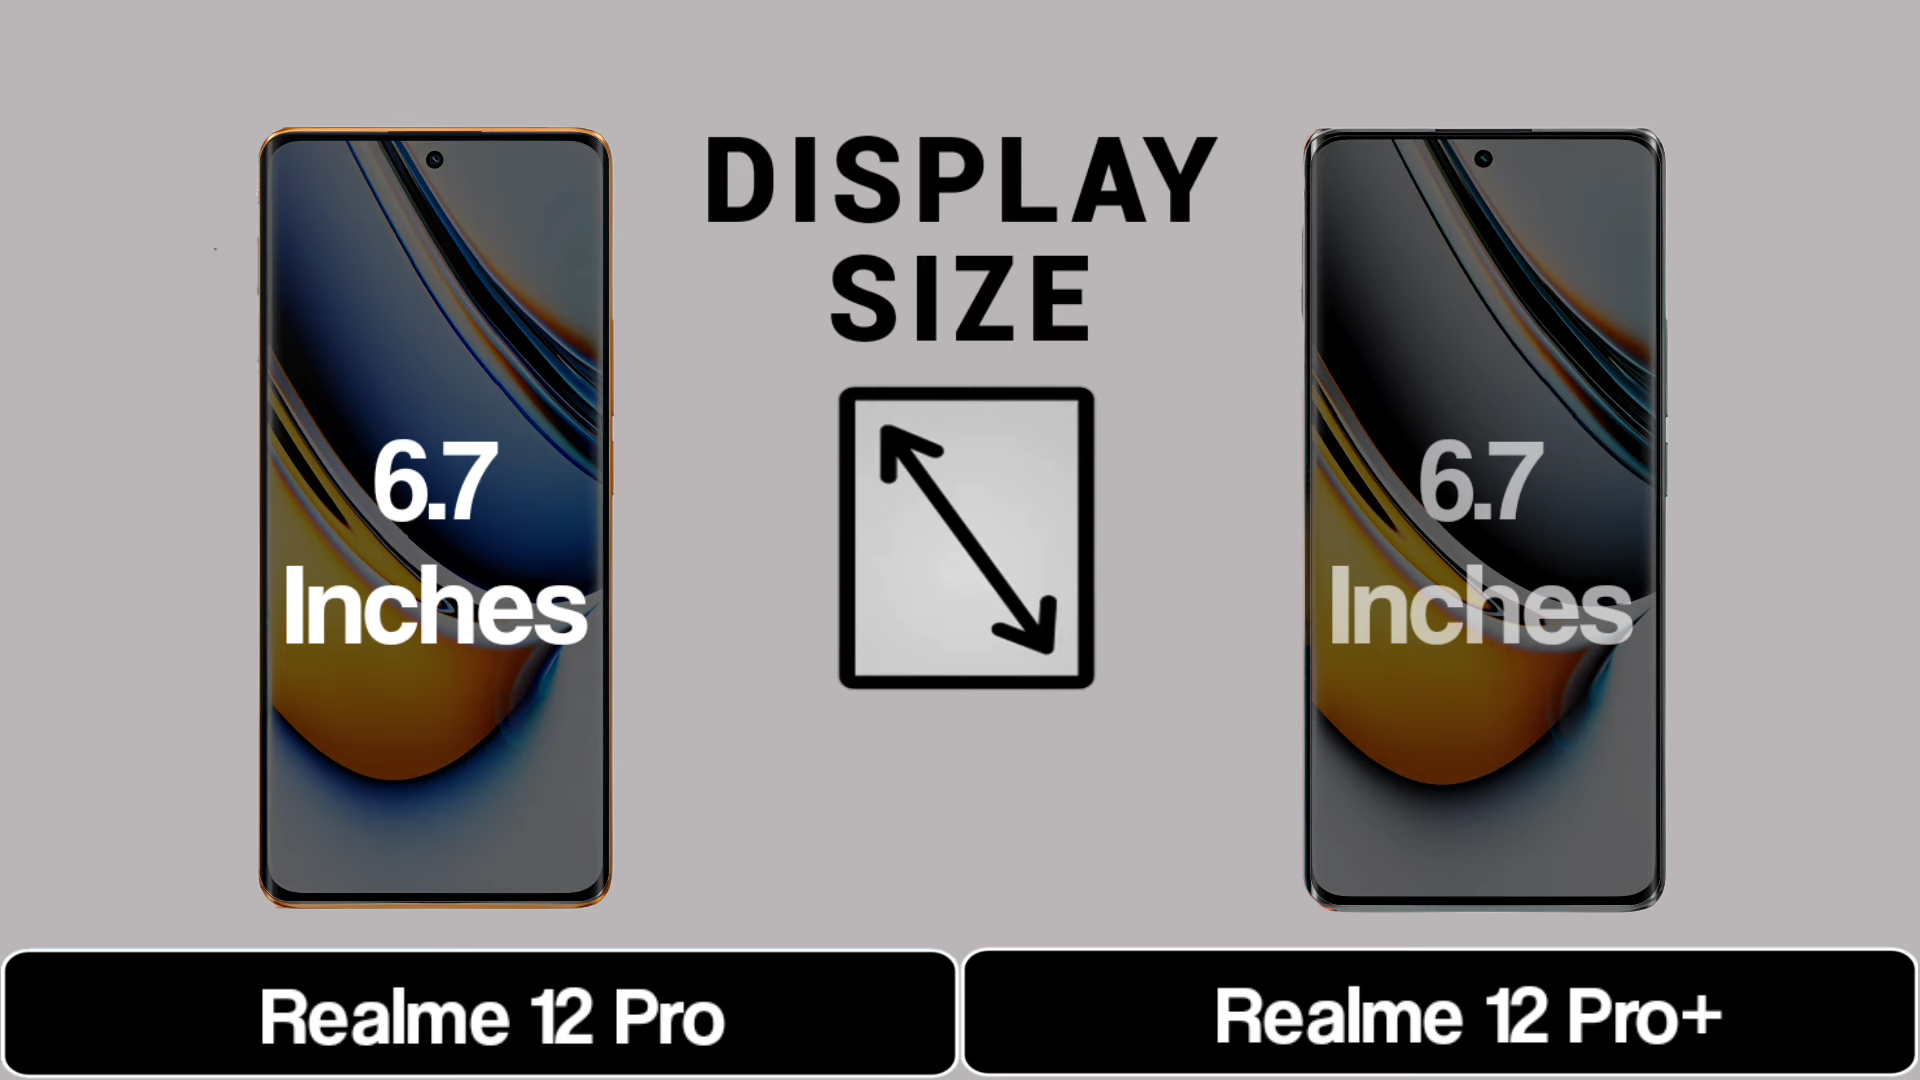 DISPLAY
SIZE
6.7
Inches
6.7
Inches
Realme 12 Pro
Realme 12 Pro+